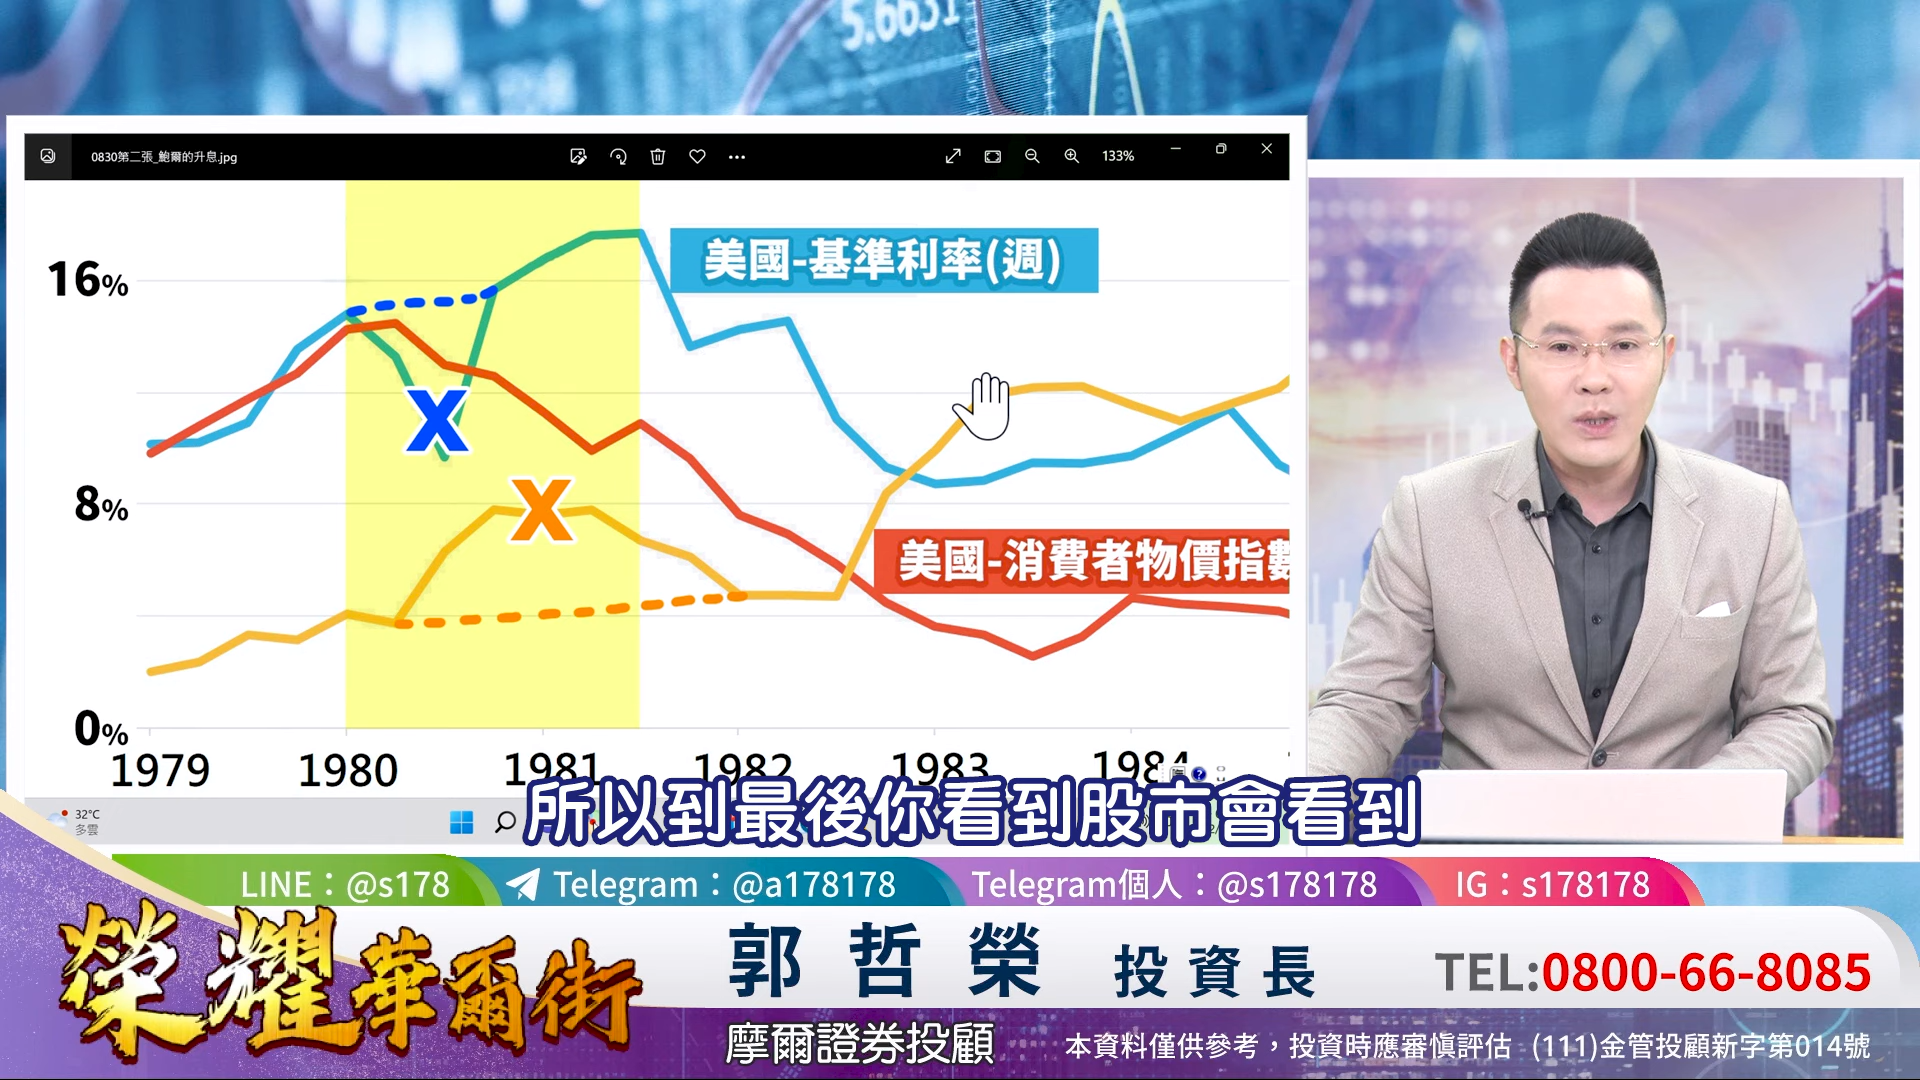 5.6631
0830第二張_鮑爾的升息.jpg
133%
美國-基準利率(週)
16%
X
8%
X
美國-消費者物價指數
0%
1979 1980 1981 1982 1983 1984
32°C
多雲
所以到最後你看到股市會看到
LINE：@s178
Telegram：@a178178
Telegram個人：@s178178
IG：s178178
榮耀華爾街
郭哲榮 投資長
TEL:0800-66-8085
摩爾證券投顧
本資料僅供參考，投資時應審慎評估 (111)金管投顧新字第014號